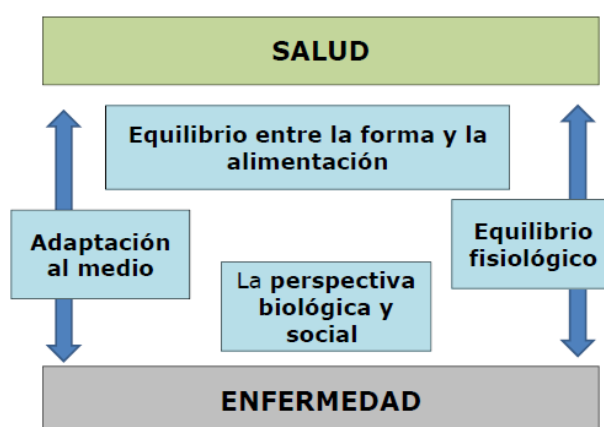 SALUD
Equilibrio entre la forma y la
alimentación
Adaptación
al medio
Equilibrio
fisiológico
La perspectiva
biológica y
social
ENFERMEDAD